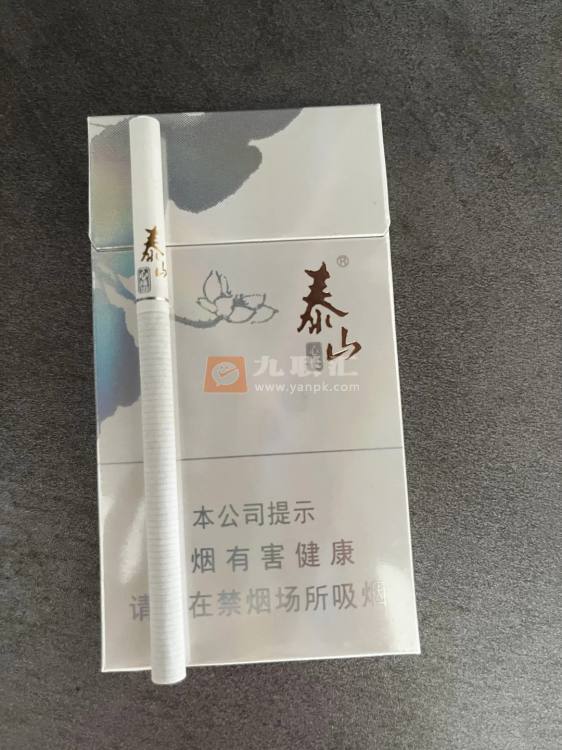 泰山
泰山
®
心
九联汇
www.yanpk.com
本公司提示
烟有害健康
请 在禁烟场所吸烟